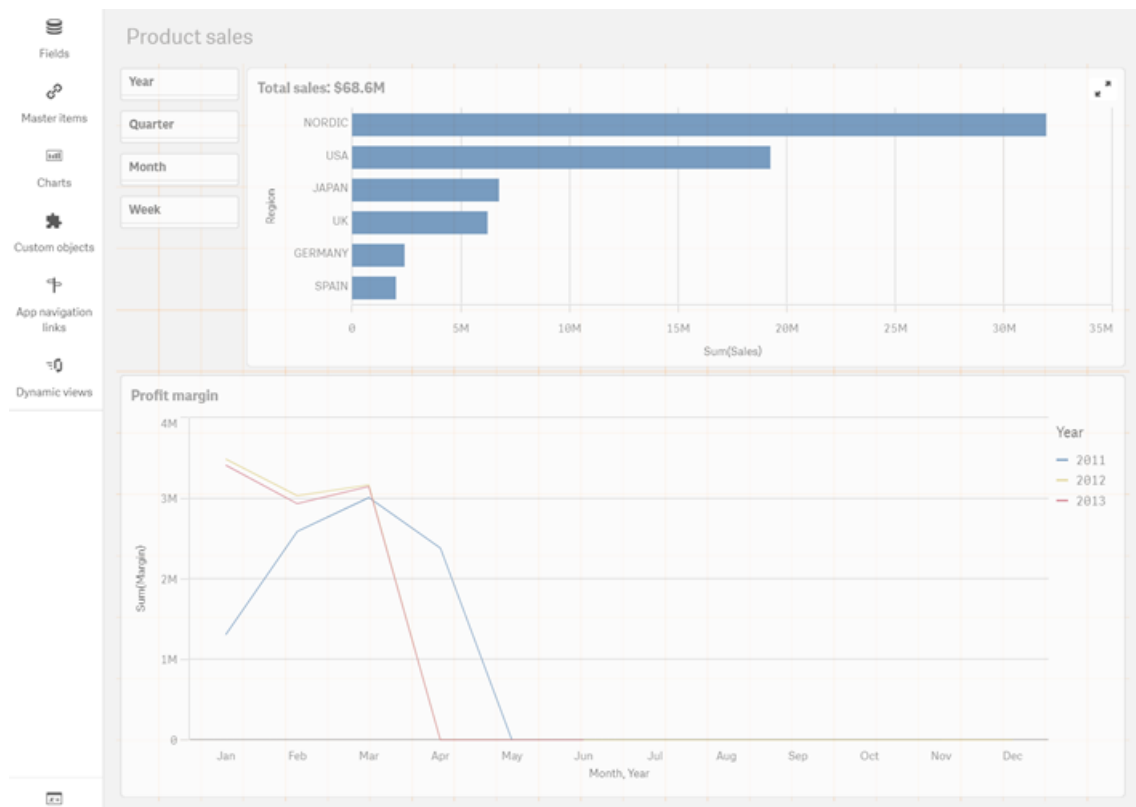 Fields
Master items
Charts
Custom objects
App navigation
links
Dynamic views
Product sales
Year
Quarter
Month
Week
Total sales: $68.6M
Region
NORDIC
USA
JAPAN
UK
GERMANY
SPAIN
0 5M 10M 15M 20M 25M 30M 35M
Sum(Sales)
Profit margin
Sum(Margin)
4M
3M
2M
1M
0
Jan Feb Mar Apr May Jun Jul Aug Sep Oct Nov Dec
Month, Year
Year
2011
2012
2013